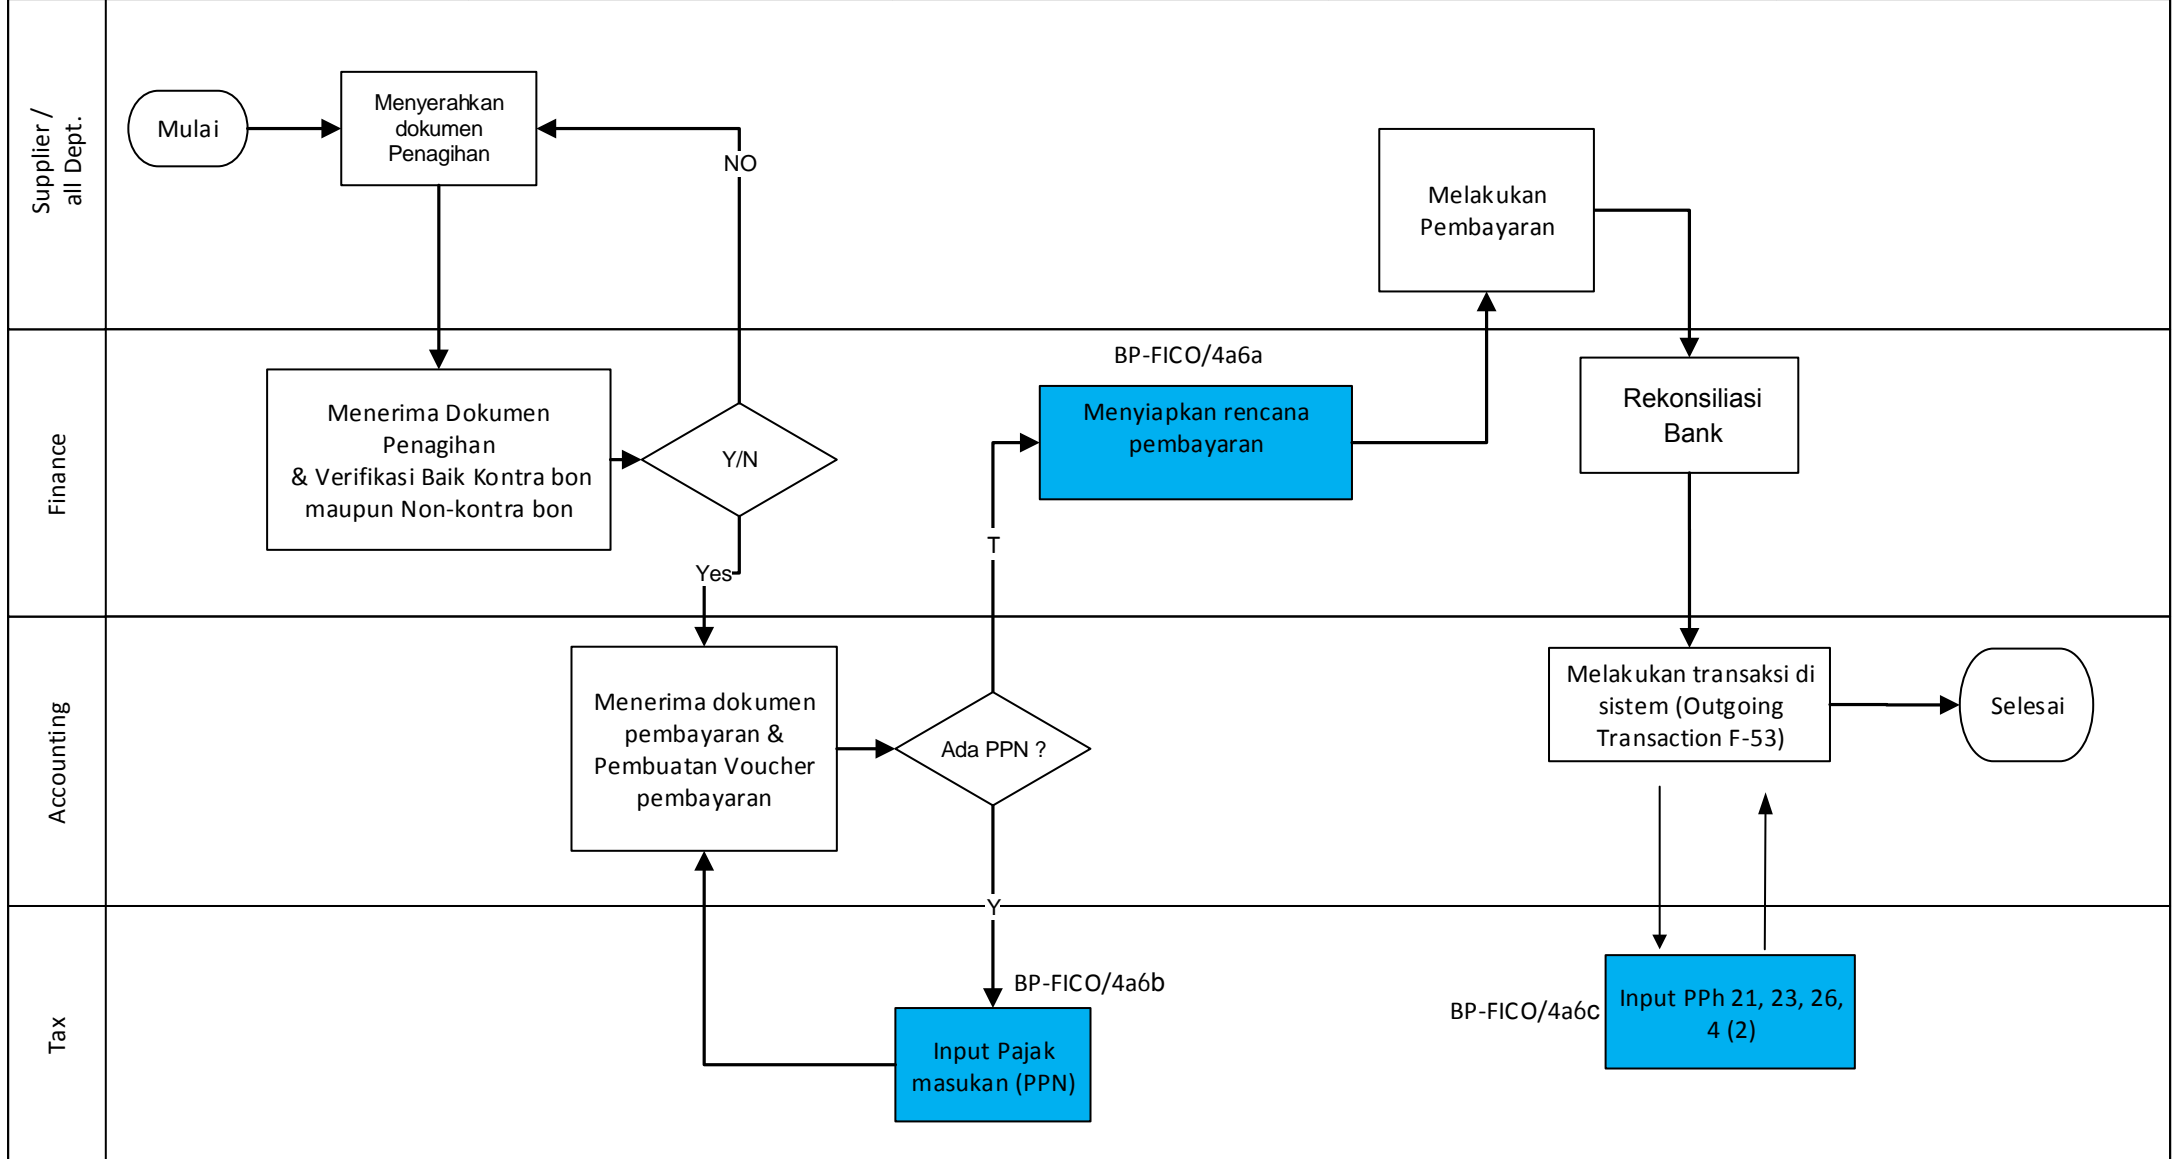 Supplier /
all Dept.
Mulai
Menyerahkan
dokumen
Penagihan
NO
Melakukan
Pembayaran
Finance
Menerima Dokumen
Penagihan
& Verifikasi Baik Kontra bon
maupun Non-kontra bon
Y/N
Yes
BP-FICO/4a6a
Menyiapkan rencana
pembayaran
T
Rekonsiliasi
Bank
Accounting
Menerima dokumen
pembayaran &
Pembuatan Voucher
pembayaran
Ada PPN ?
Y
Melakukan transaksi di
sistem (Outgoing
Transaction F-53)
Selesai
Tax
BP-FICO/4a6b
Input Pajak
masukan (PPN)
BP-FICO/4a6c
Input PPh 21, 23, 26,
4 (2)